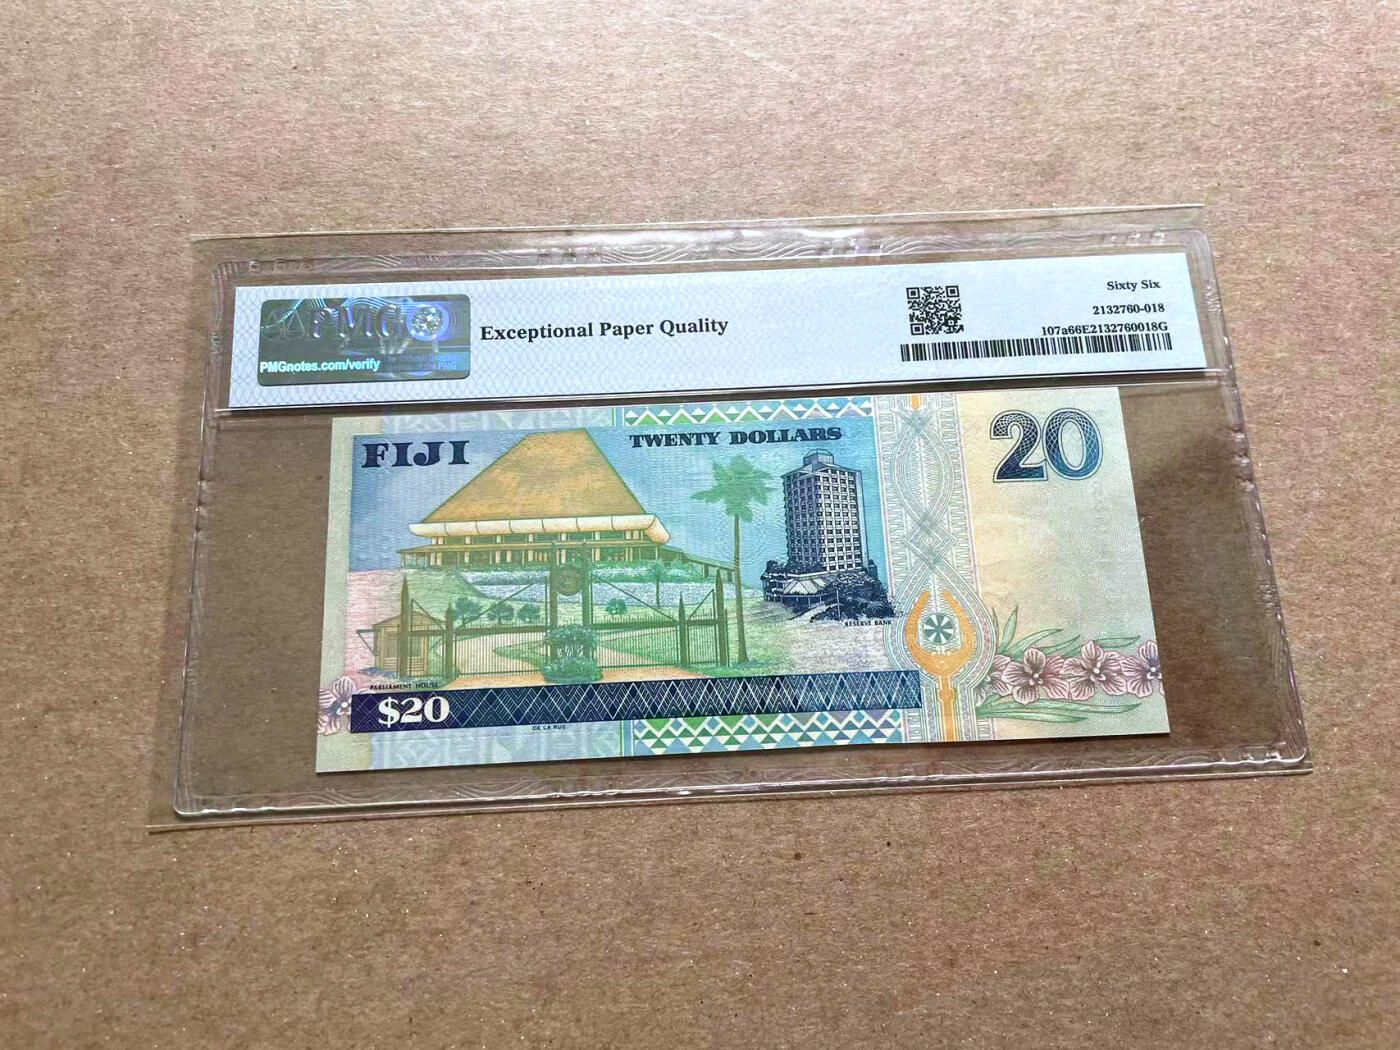 PMG
PMGnotes.com/verify
Exceptional Paper Quality
Sixty Six
2132760-018
107a66E2132760018G
FIJI
TWENTY DOLLARS
20
RESERVE BANK
PARLIAMENT HOUSE
$20
DE LA RUE